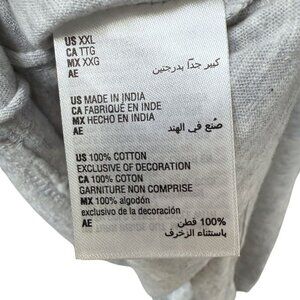 US XXL
CA TTG
MX XXG
AE كبير جدًا بدرجتين
US MADE IN INDIA
CA FABRIQUÉ EN INDE
MX HECHO EN INDIA
AE صُنع في الهند
US 100% COTTON
EXCLUSIVE OF DECORATION
CA 100% COTON
GARNITURE NON COMPRISE
MX 100% algodón
exclusivo de la decoración
AE 100% قطن
باستثناء الزخرف